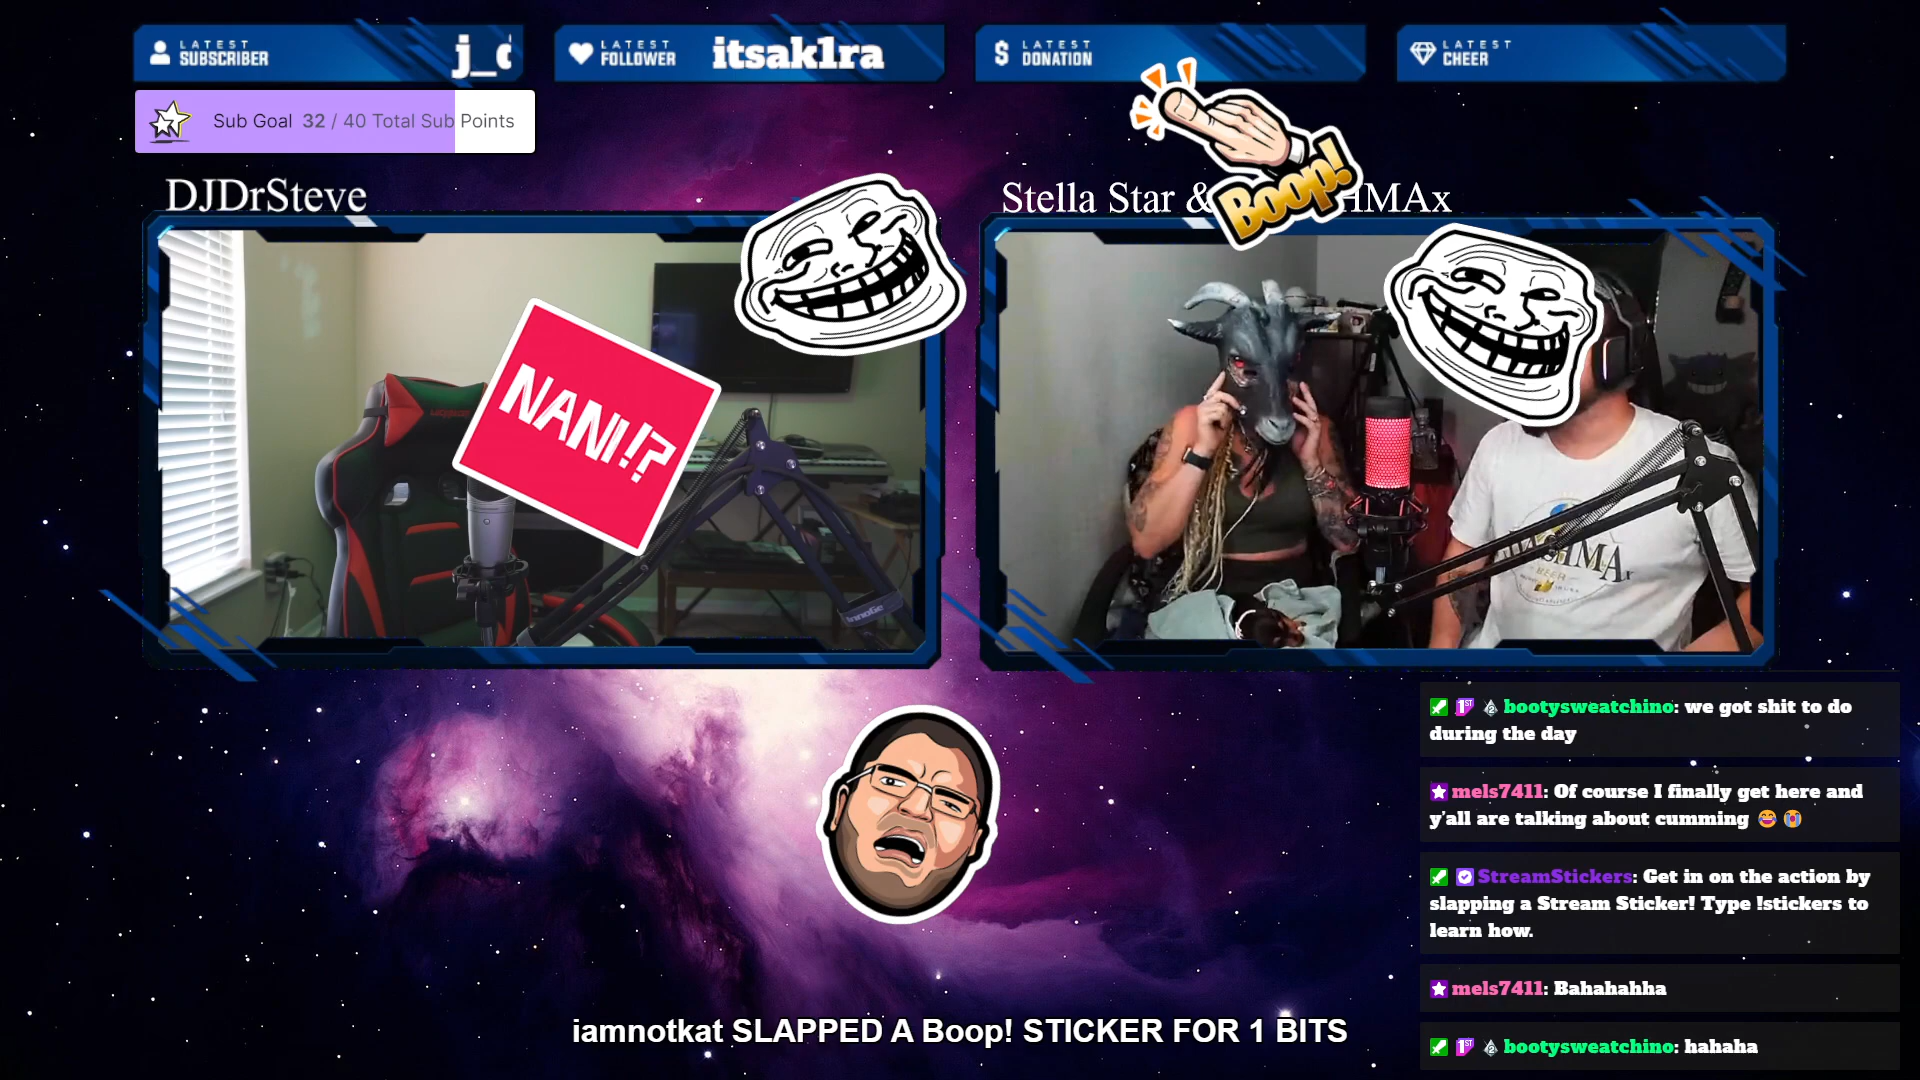 LATEST
SUBSCRIBER
LATEST
FOLLOWER
itsak1ra
LATEST
DONATION
LATEST
CHEER
Sub Goal 32 / 40 Total Sub Points
DJDrSteve
Stella Star &
HMAx
Boop!
NANI!?
InnoGe
bootysweatchino: we got shit to do
during the day
mels7411: Of course I finally get here and
y'all are talking about cumming 😂 😭
StreamStickers: Get in on the action by
slapping a Stream Sticker! Type !stickers to
learn how.
mels7411: Bahahahha
bootysweatchino: hahaha
iamnotkat SLAPPED A Boop! STICKER FOR 1 BITS